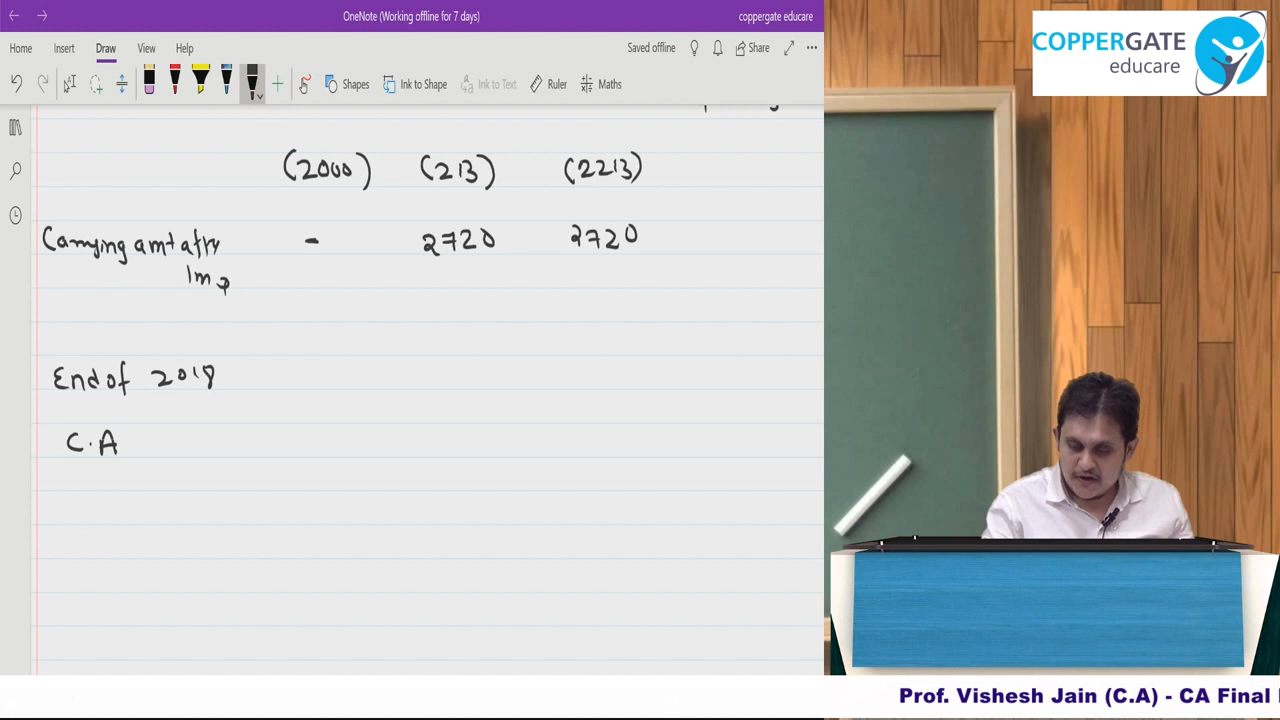 OneNote (Working offline for 7 days)
coppergate educare
Home Insert Draw View Help
Saved offline Share
Shapes Ink to Shape Ink to Text Ruler Maths
COPPERGATE
educare
(2000) (213) (2213)
Carrying amt aftr - 2720 2720
Imp
End of 2018
C.A
Prof. Vishesh Jain (C.A) - CA Final